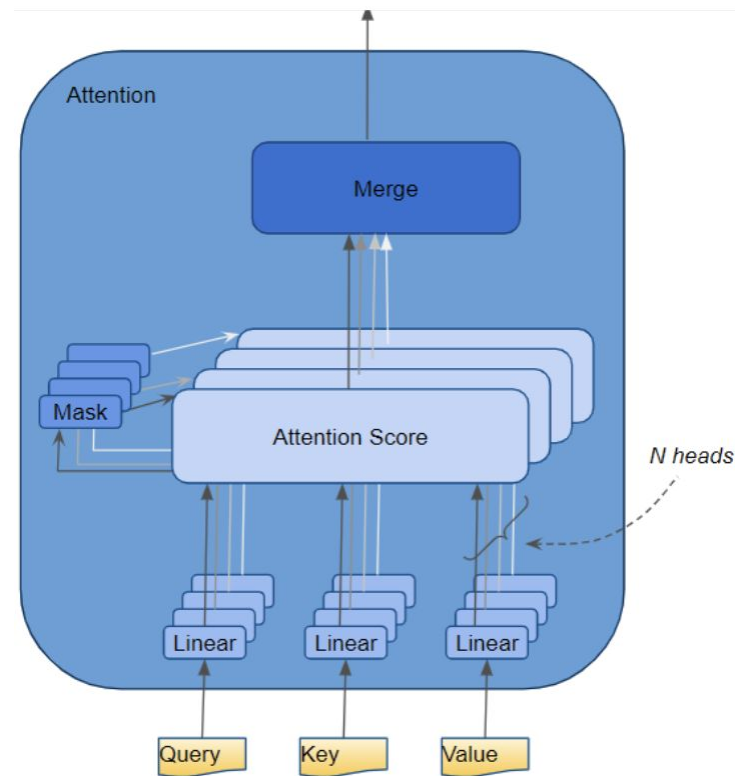 Attention
Merge
Mask
Attention Score
N heads
Linear
Linear
Linear
Query
Key
Value